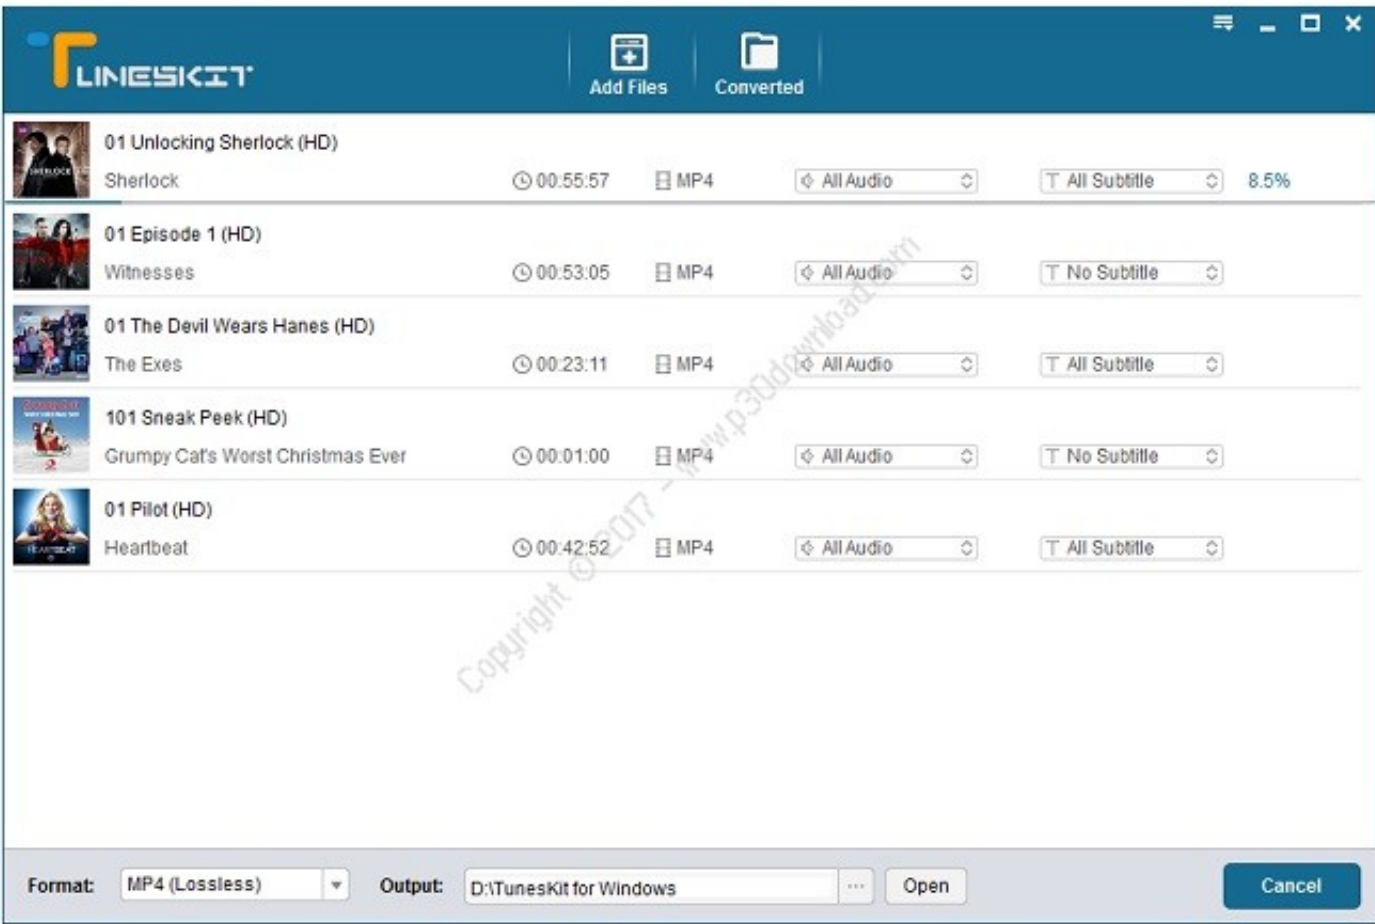 TUNESKIT
Add Files
Converted
01 Unlocking Sherlock (HD)
Sherlock
00:55:57
MP4
All Audio
All Subtitle
8.5%
01 Episode 1 (HD)
Witnesses
00:53:05
MP4
All Audio
No Subtitle
01 The Devil Wears Hanes (HD)
The Exes
00:23:11
MP4
All Audio
All Subtitle
101 Sneak Peek (HD)
Grumpy Cat's Worst Christmas Ever
00:01:00
MP4
All Audio
No Subtitle
01 Pilot (HD)
Heartbeat
00:42:52
MP4
All Audio
All Subtitle
Copyright © 2017 - www.p30download.com
Format:
MP4 (Lossless)
Output:
D:\TunesKit for Windows
...
Open
Cancel
SHERLOCK
HEARTBEAT